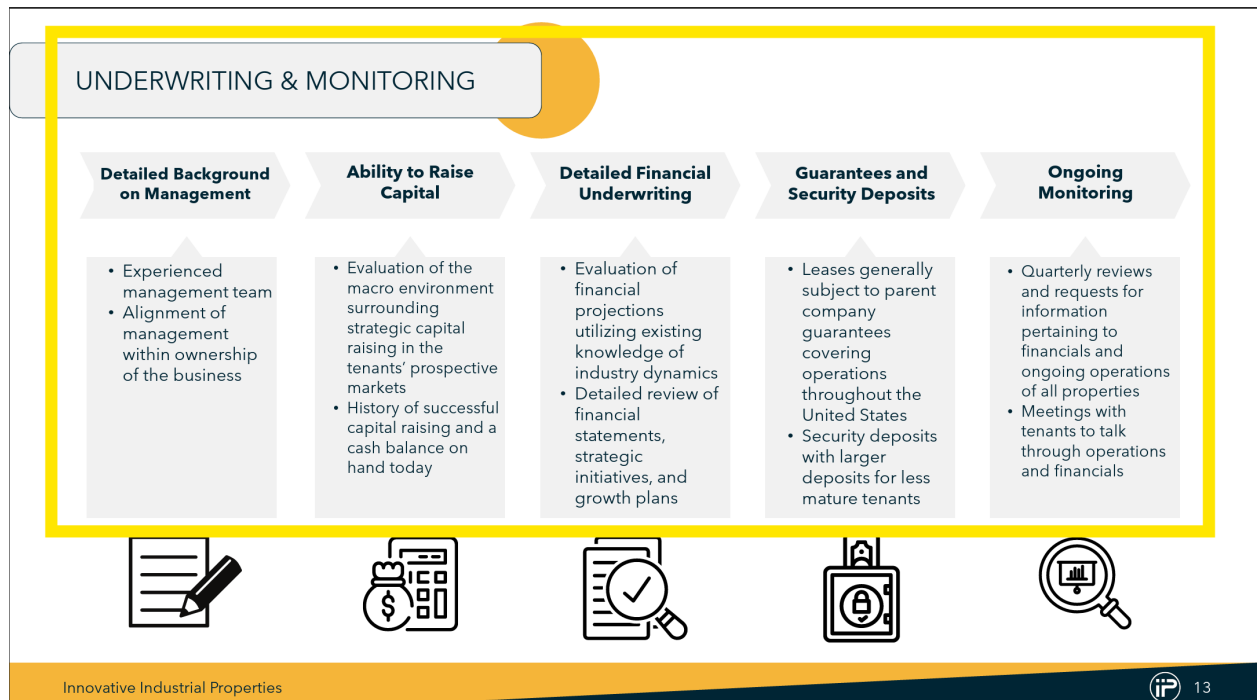 UNDERWRITING & MONITORING
Detailed Background
on Management
• Experienced
management team
• Alignment of
management
within ownership
of the business
Ability to Raise
Capital
• Evaluation of the
macro environment
surrounding
strategic capital
raising in the
tenants' prospective
markets
• History of successful
capital raising and a
cash balance on
hand today
Detailed Financial
Underwriting
• Evaluation of
financial
projections
utilizing existing
knowledge of
industry dynamics
• Detailed review of
financial
statements,
strategic
initiatives, and
growth plans
Guarantees and
Security Deposits
• Leases generally
subject to parent
company
guarantees
covering
operations
throughout the
United States
• Security deposits
with larger
deposits for less
mature tenants
Ongoing
Monitoring
• Quarterly reviews
and requests for
information
pertaining to
financials and
ongoing operations
of all properties
• Meetings with
tenants to talk
through operations
and financials
$
Innovative Industrial Properties
iiP 13